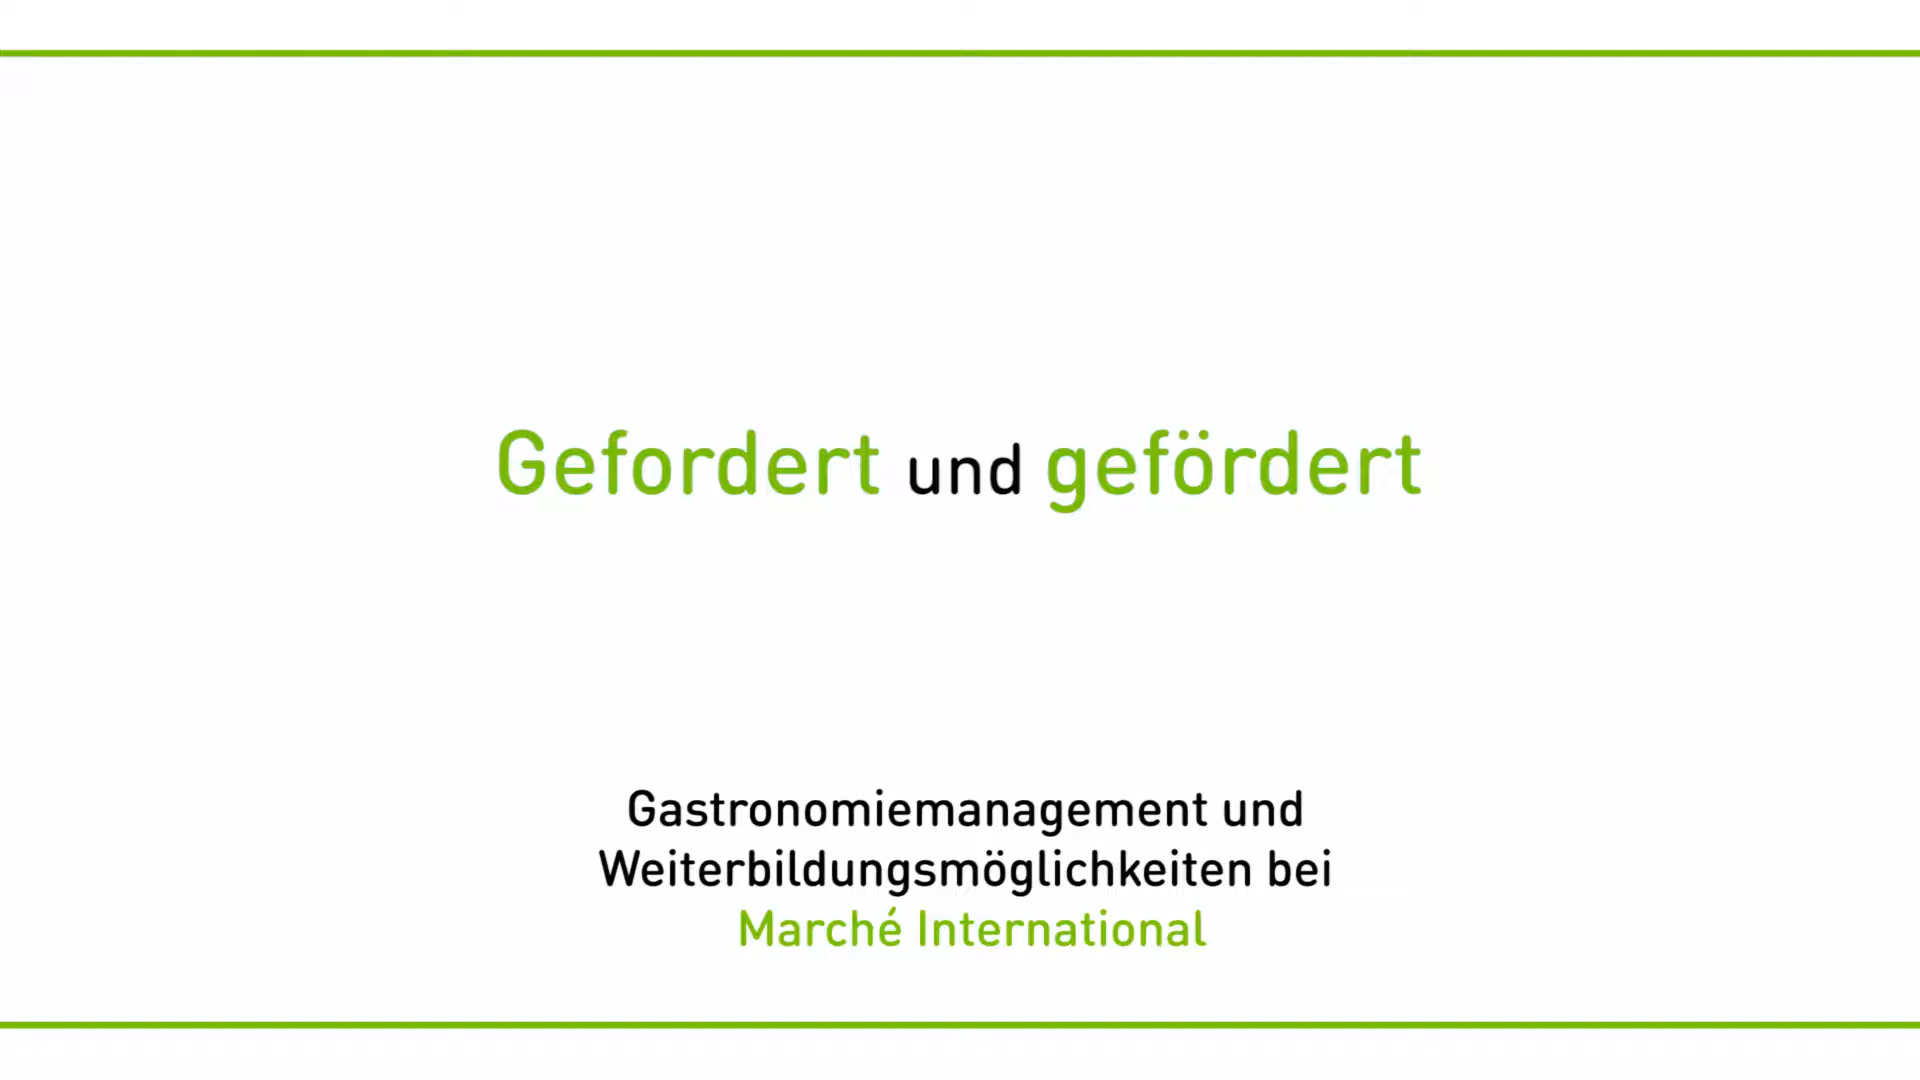 Gefordert und gefördert
Gastronomiemanagement und
Weiterbildungsmöglichkeiten bei
Marché International